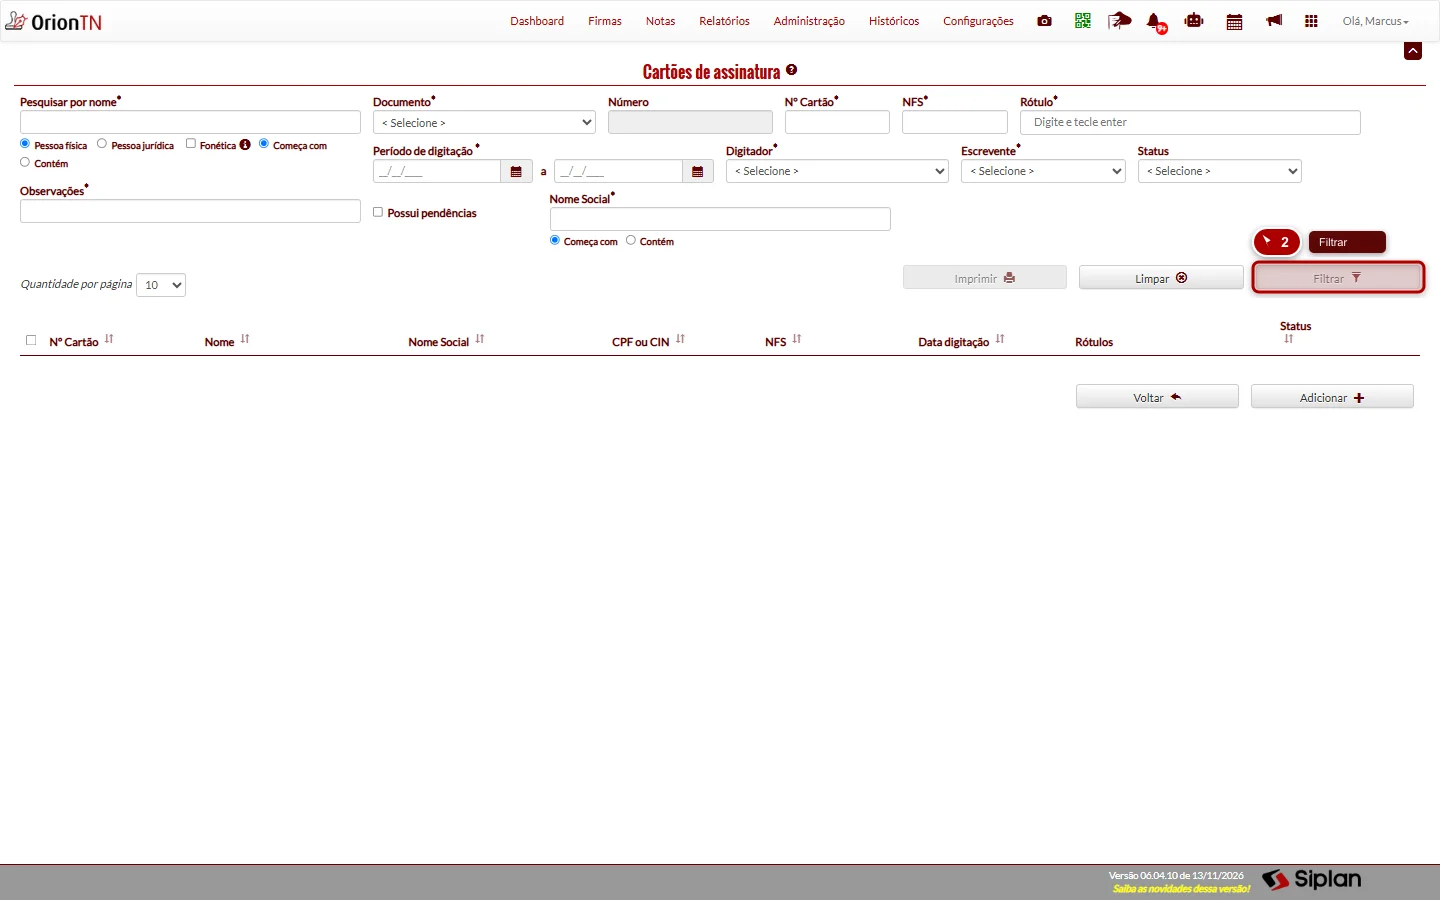 OrionTN
Dashboard Firmas Notas Relatórios Administração Históricos Configurações 9+ Olá, Marcus
Cartões de assinatura ?
Pesquisar por nome* Documento* Número Nº Cartão* NFS* Rótulo*
< Selecione > Digite e tecle enter
Pessoa física Pessoa jurídica Fonética Começa com
Contém
Período de digitação * Digitador* Escrevente* Status
__/__/____ a __/__/____ < Selecione > < Selecione > < Selecione >
Observações* Possui pendências Nome Social*
Começa com Contém
2 Filtrar
Quantidade por página 10 Imprimir Limpar Filtrar
Nº Cartão Nome Nome Social CPF ou CIN NFS Data digitação Rótulos Status
Voltar Adicionar
Versão 06.04.10 de 13/11/2026
Saiba as novidades dessa versão!
Siplan